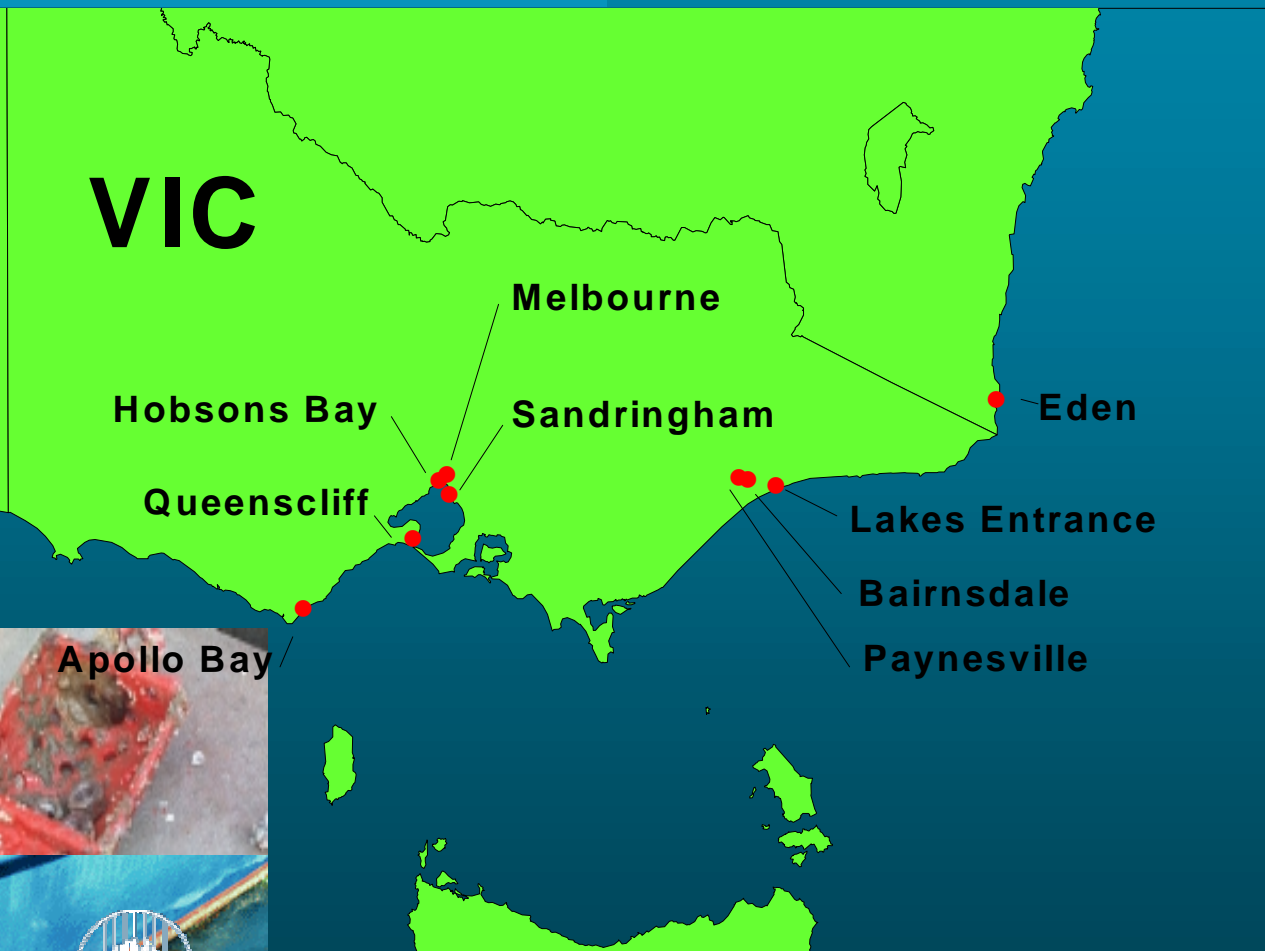 VIC
Melbourne
Hobsons Bay
Sandringham
Eden
Queenscliff
Lakes Entrance
Bairnsdale
Paynesville
Apollo Bay